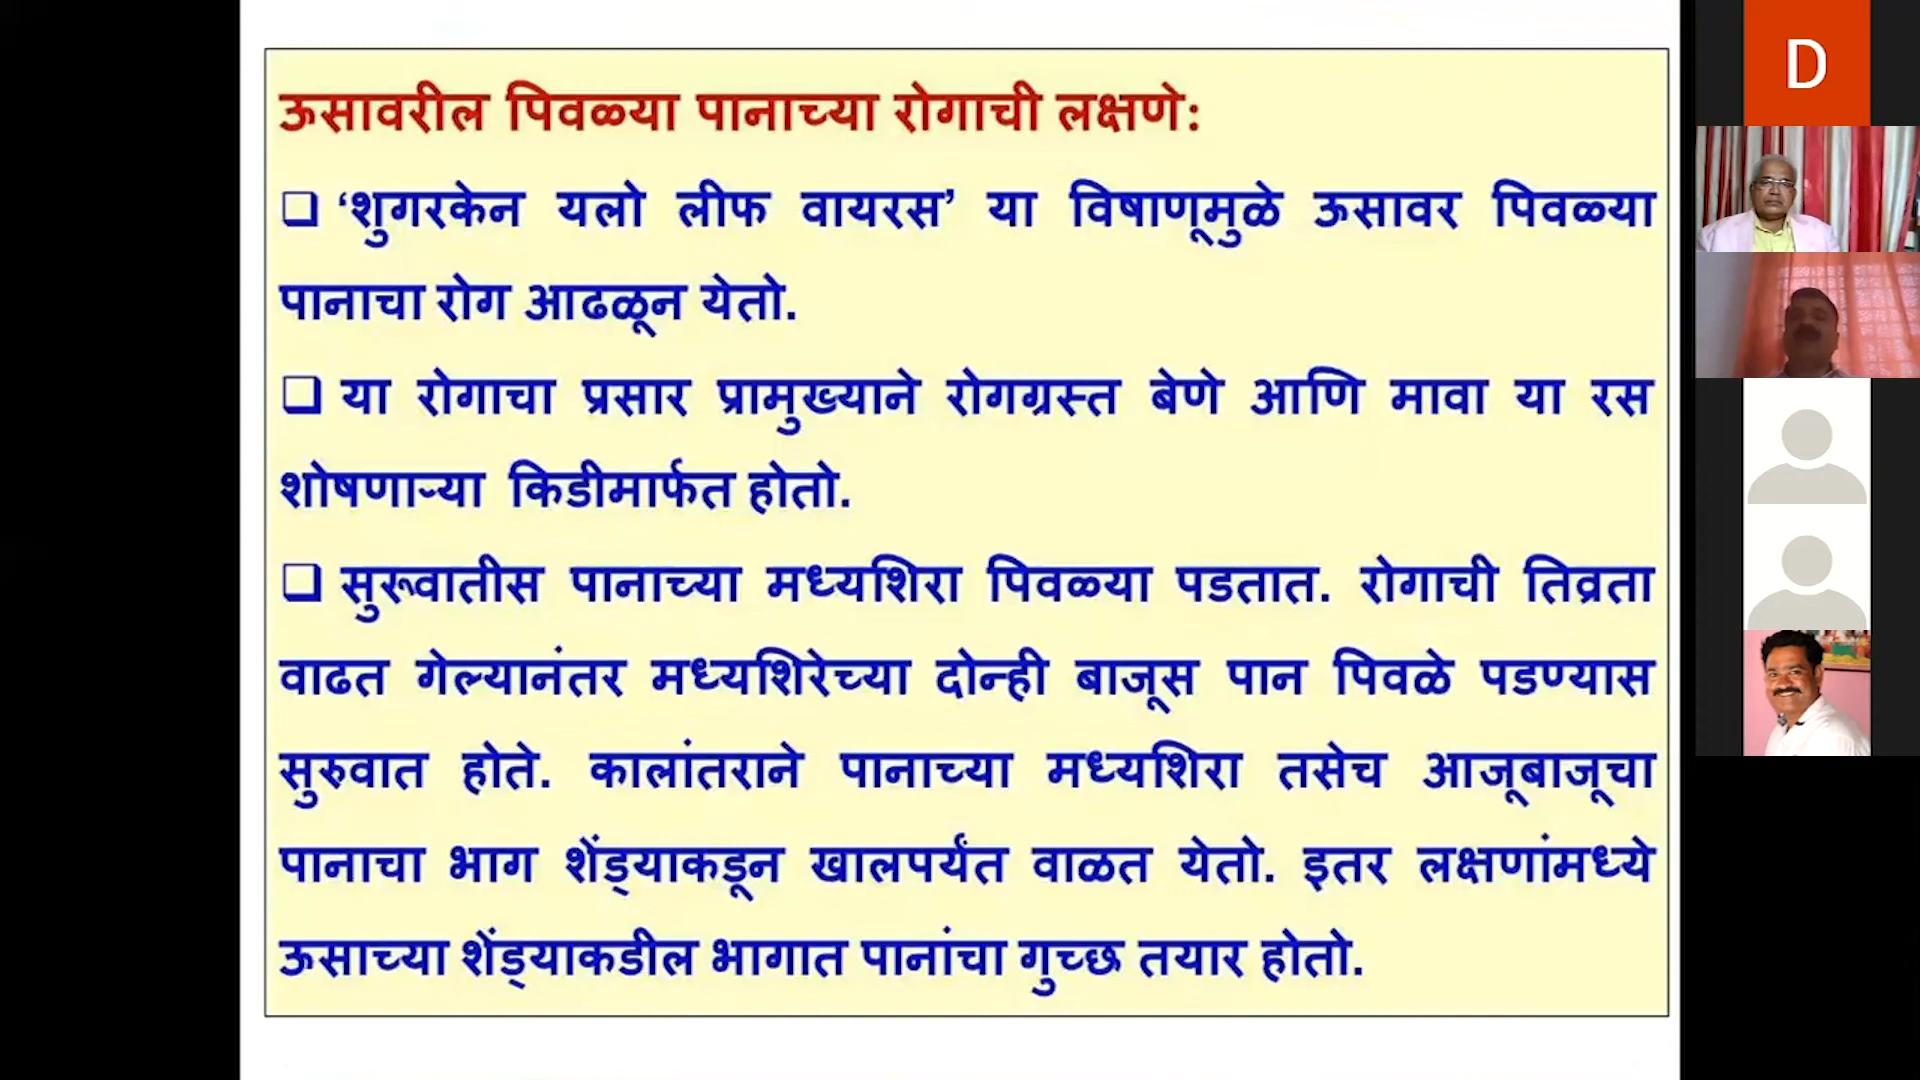 ऊसावरील पिवळ्या पानाच्या रोगाची लक्षणे:
❑ ‘शुगरकेन यलो लीफ वायरस’ या विषाणूमुळे ऊसावर पिवळ्या
पानाचा रोग आढळून येतो.
❑ या रोगाचा प्रसार प्रामुख्याने रोगग्रस्त बेणे आणि मावा या रस
शोषणाऱ्या किडीमार्फत होतो.
❑ सुरूवातीस पानाच्या मध्यशिरा पिवळ्या पडतात. रोगाची तिव्रता
वाढत गेल्यानंतर मध्यशिरेच्या दोन्ही बाजूस पान पिवळे पडण्यास
सुरुवात होते. कालांतराने पानाच्या मध्यशिरा तसेच आजूबाजूचा
पानाचा भाग शेंड्याकडून खालपर्यंत वाळत येतो. इतर लक्षणांमध्ये
ऊसाच्या शेंड्याकडील भागात पानांचा गुच्छ तयार होतो.
D